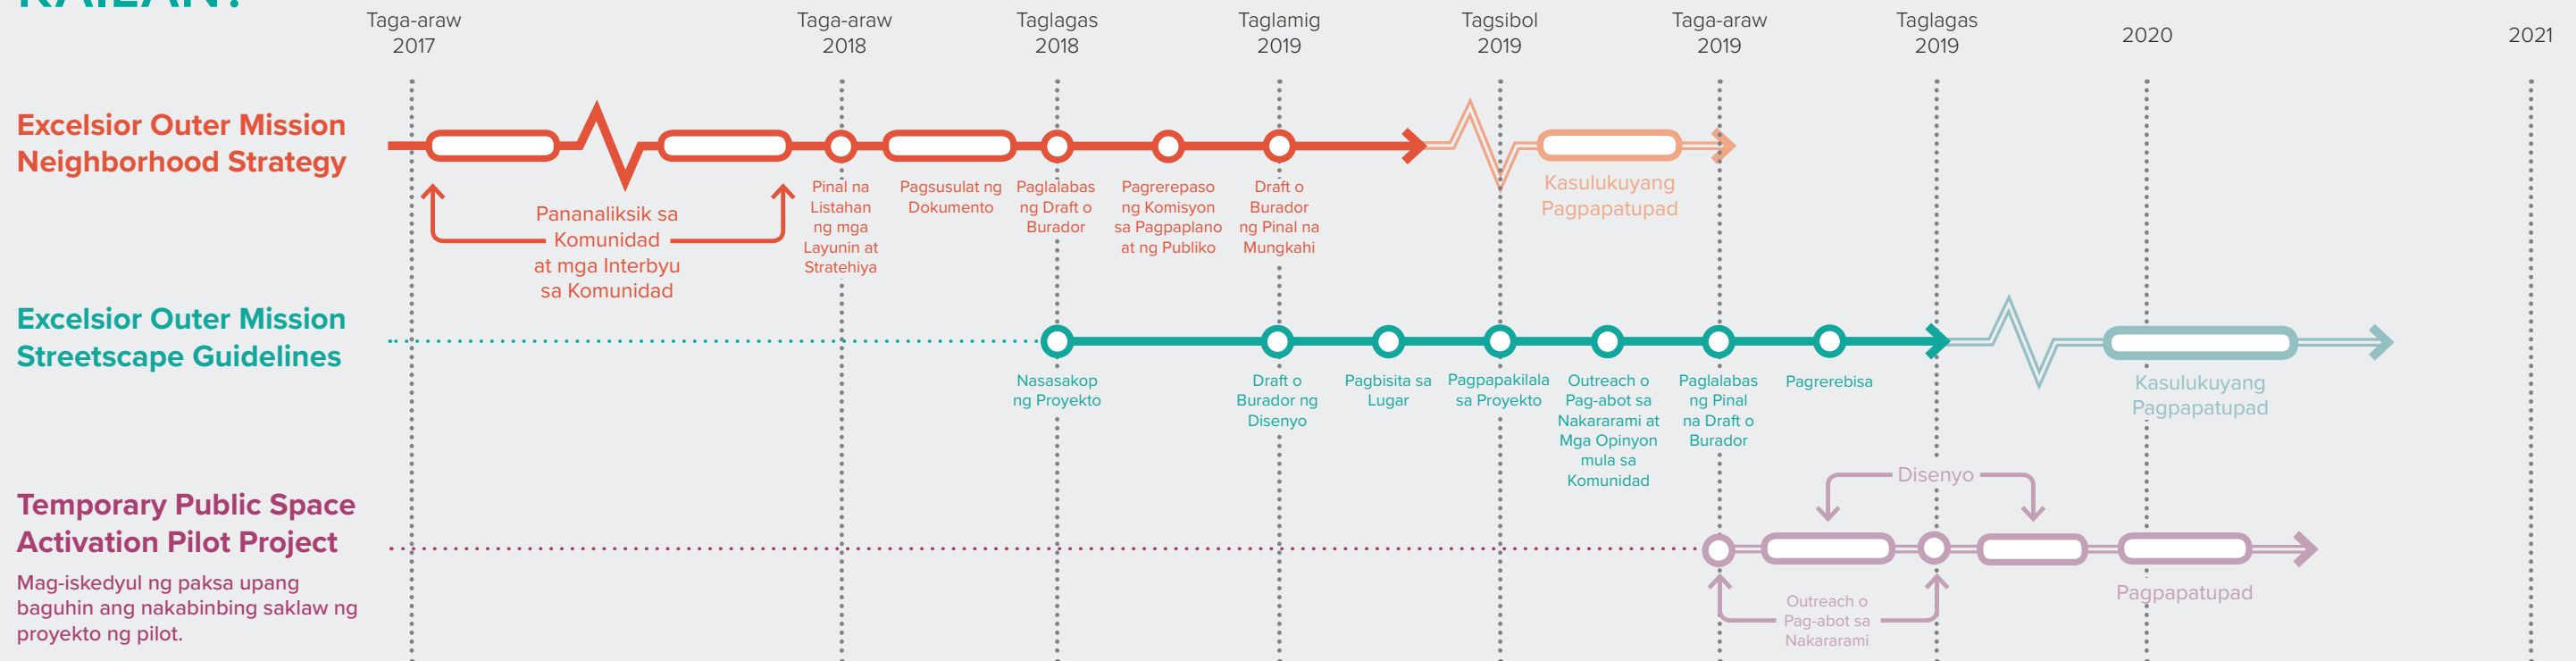 KAILAN?
Taga-araw
2017
Taga-araw
2018
Taglagas
2018
Taglamig
2019
Tagsibol
2019
Taga-araw
2019
Taglagas
2019
2020
2021
Excelsior Outer Mission
Neighborhood Strategy
Pananaliksik sa
Komunidad
at mga Interbyu
sa Komunidad
Pinal na
Listahan
ng mga
Layunin at
Stratehiya
Pagsusulat ng
Dokumento
Paglalabas
ng Draft o
Burador
Pagrerepaso
ng Komisyon
sa Pagpaplano
at ng Publiko
Draft o
Burador
ng Pinal na
Mungkahi
Kasulukuyang
Pagpapatupad
Excelsior Outer Mission
Streetscape Guidelines
Nasasakop
ng Proyekto
Draft o
Burador ng
Disenyo
Pagbisita sa
Lugar
Pagpapakilala
sa Proyekto
Outreach o
Pag-abot sa
Nakararami at
Mga Opinyon
mula sa
Komunidad
Paglalabas
ng Pinal
na Draft o
Burador
Pagrerebisa
Kasulukuyang
Pagpapatupad
Temporary Public Space
Activation Pilot Project
Mag-iskedyul ng paksa upang
baguhin ang nakabinbing saklaw ng
proyekto ng pilot.
Disenyo
Outreach o
Pag-abot sa
Nakararami
Pagpapatupad